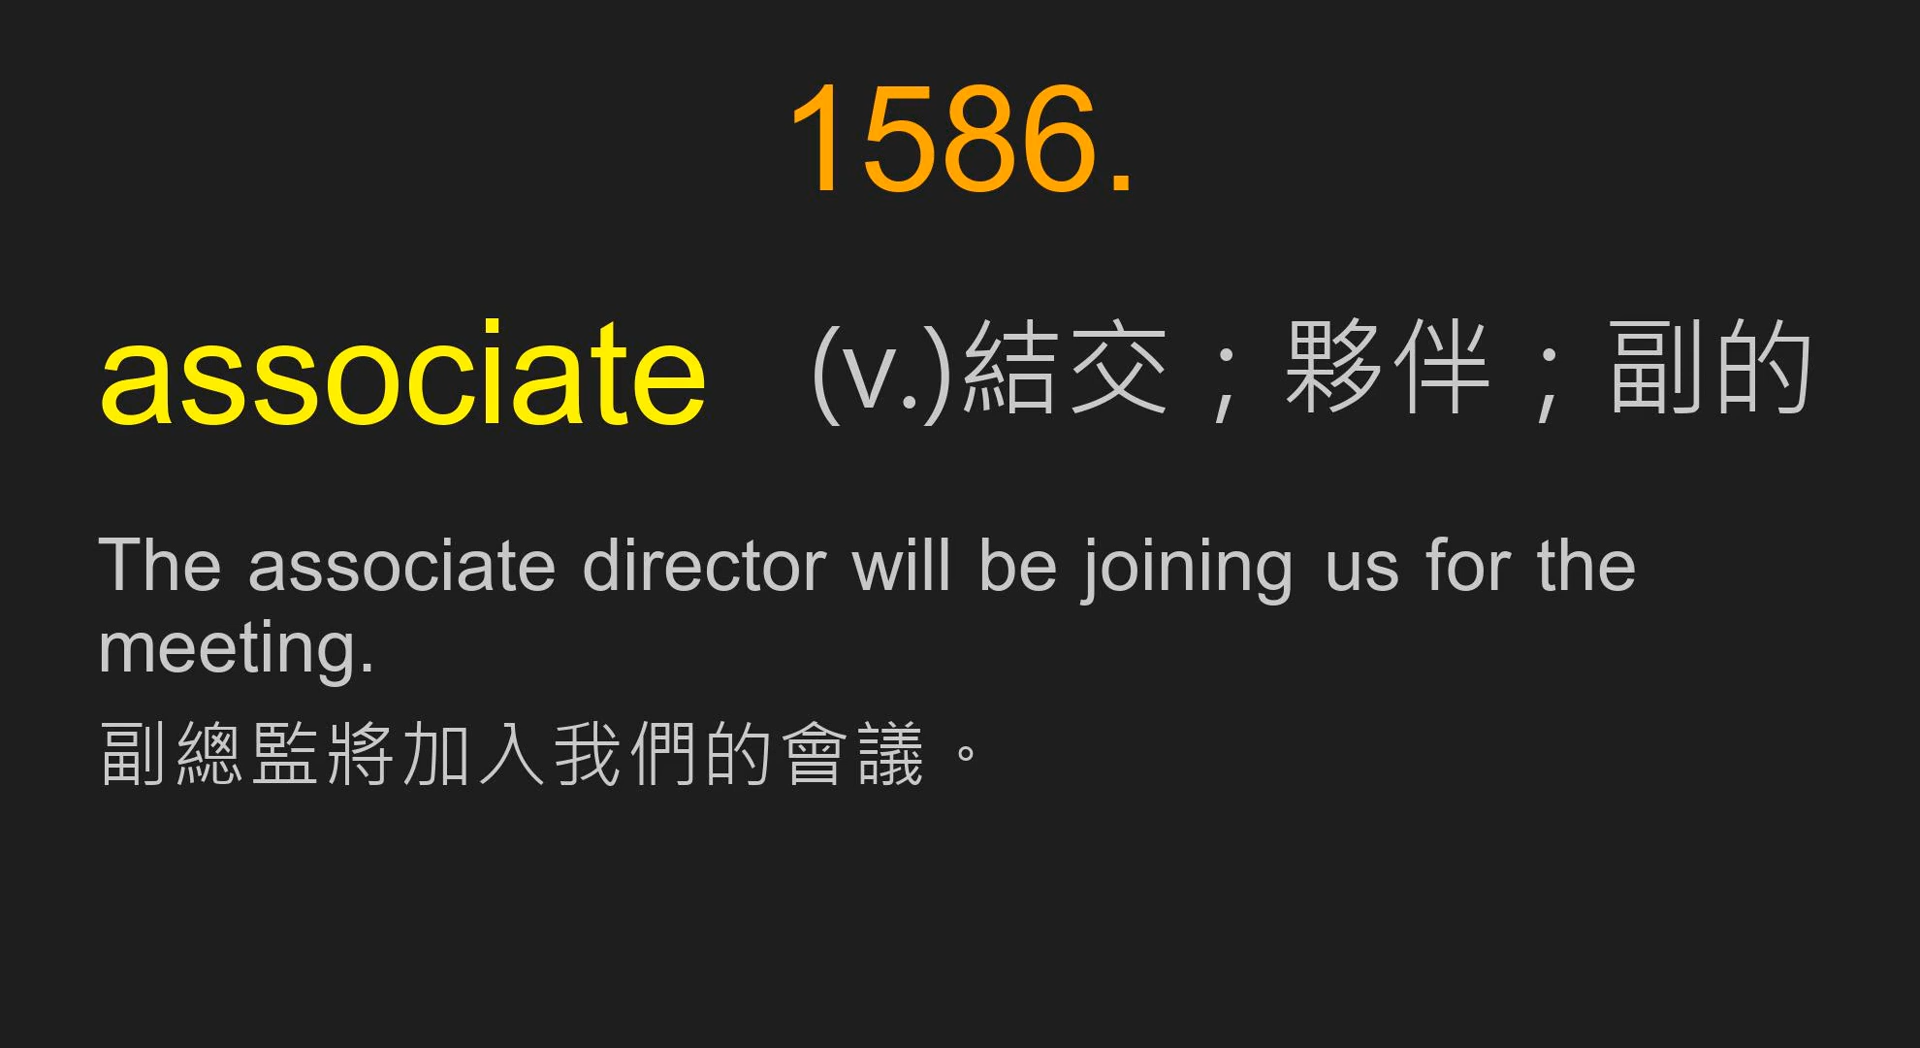 1586.
associate (v.)結交；夥伴；副的
The associate director will be joining us for the
meeting.
副總監將加入我們的會議。